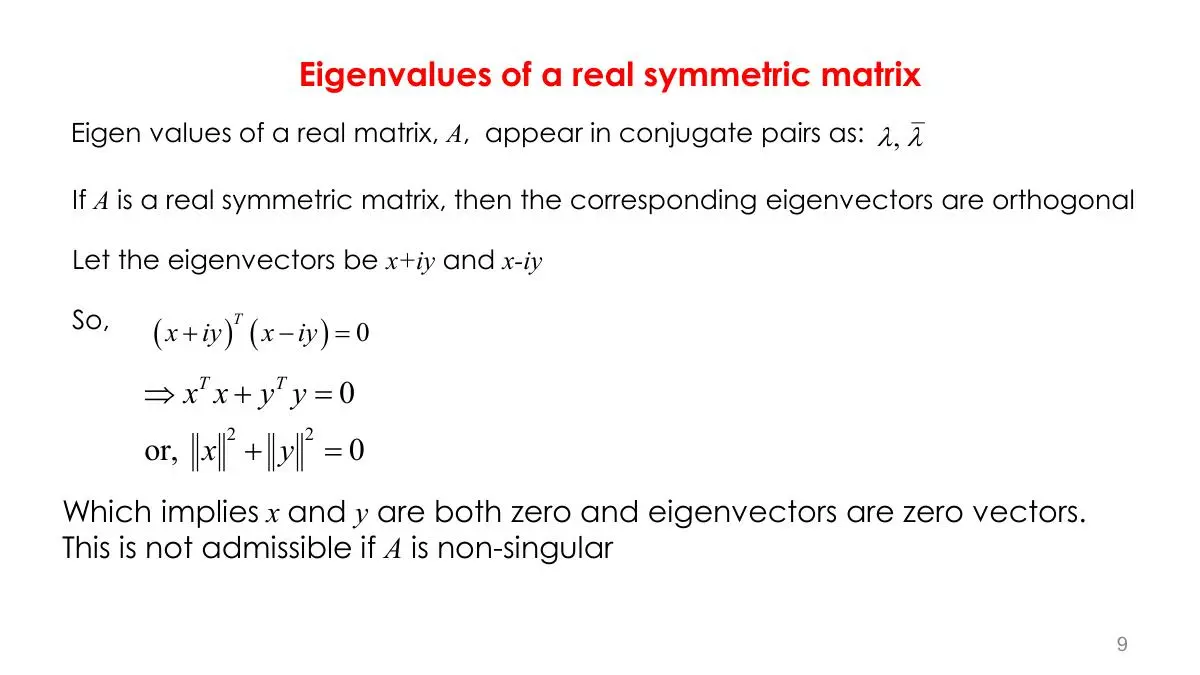 Eigenvalues of a real symmetric matrix
Eigen values of a real matrix, A, appear in conjugate pairs as: λ, λ̅
If A is a real symmetric matrix, then the corresponding eigenvectors are orthogonal
Let the eigenvectors be x+iy and x-iy
So, (x + iy)ᵀ (x − iy) = 0
⇒ xᵀx + yᵀy = 0
or, ‖x‖² + ‖y‖² = 0
Which implies x and y are both zero and eigenvectors are zero vectors.
This is not admissible if A is non-singular
9